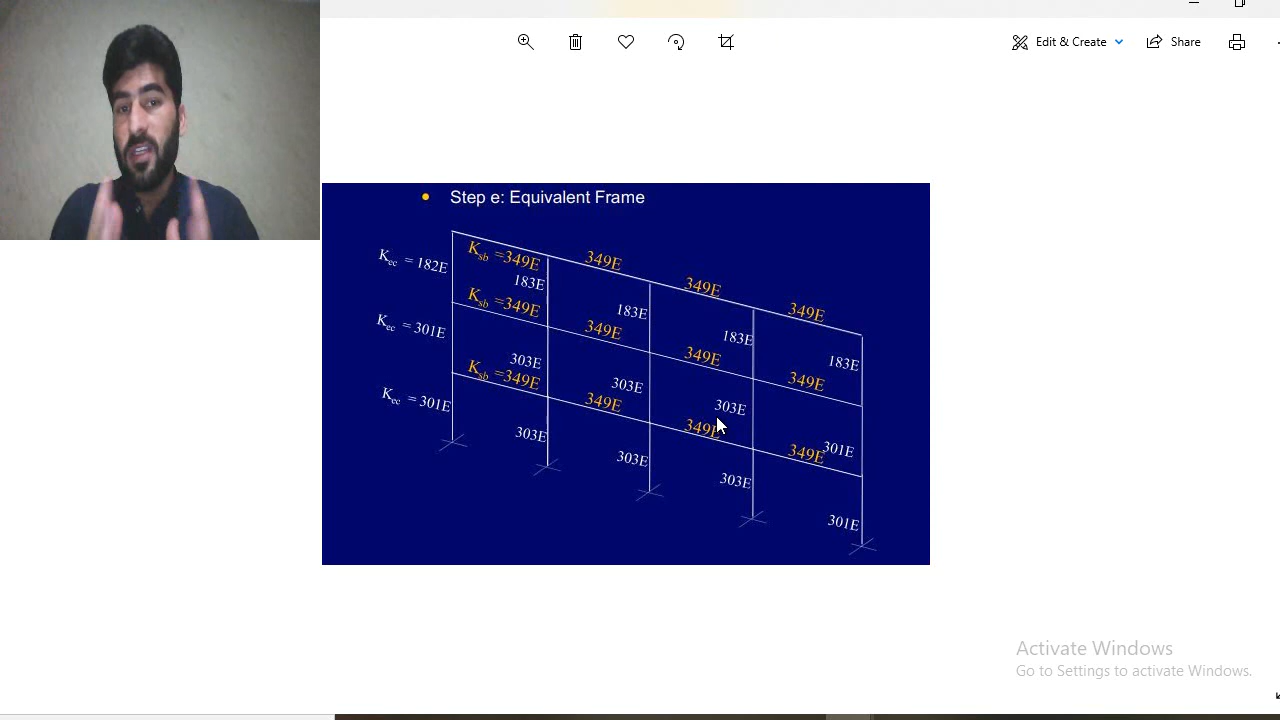 Edit & Create
Share
• Step e: Equivalent Frame
Kec = 182E
Ksb =349E
349E
349E
349E
183E
183E
183E
183E
Kec = 301E
Ksb =349E
349E
349E
349E
303E
303E
303E
301E
Kec = 301E
Ksb =349E
349E
349E
349E
303E
303E
303E
301E
Activate Windows
Go to Settings to activate Windows.